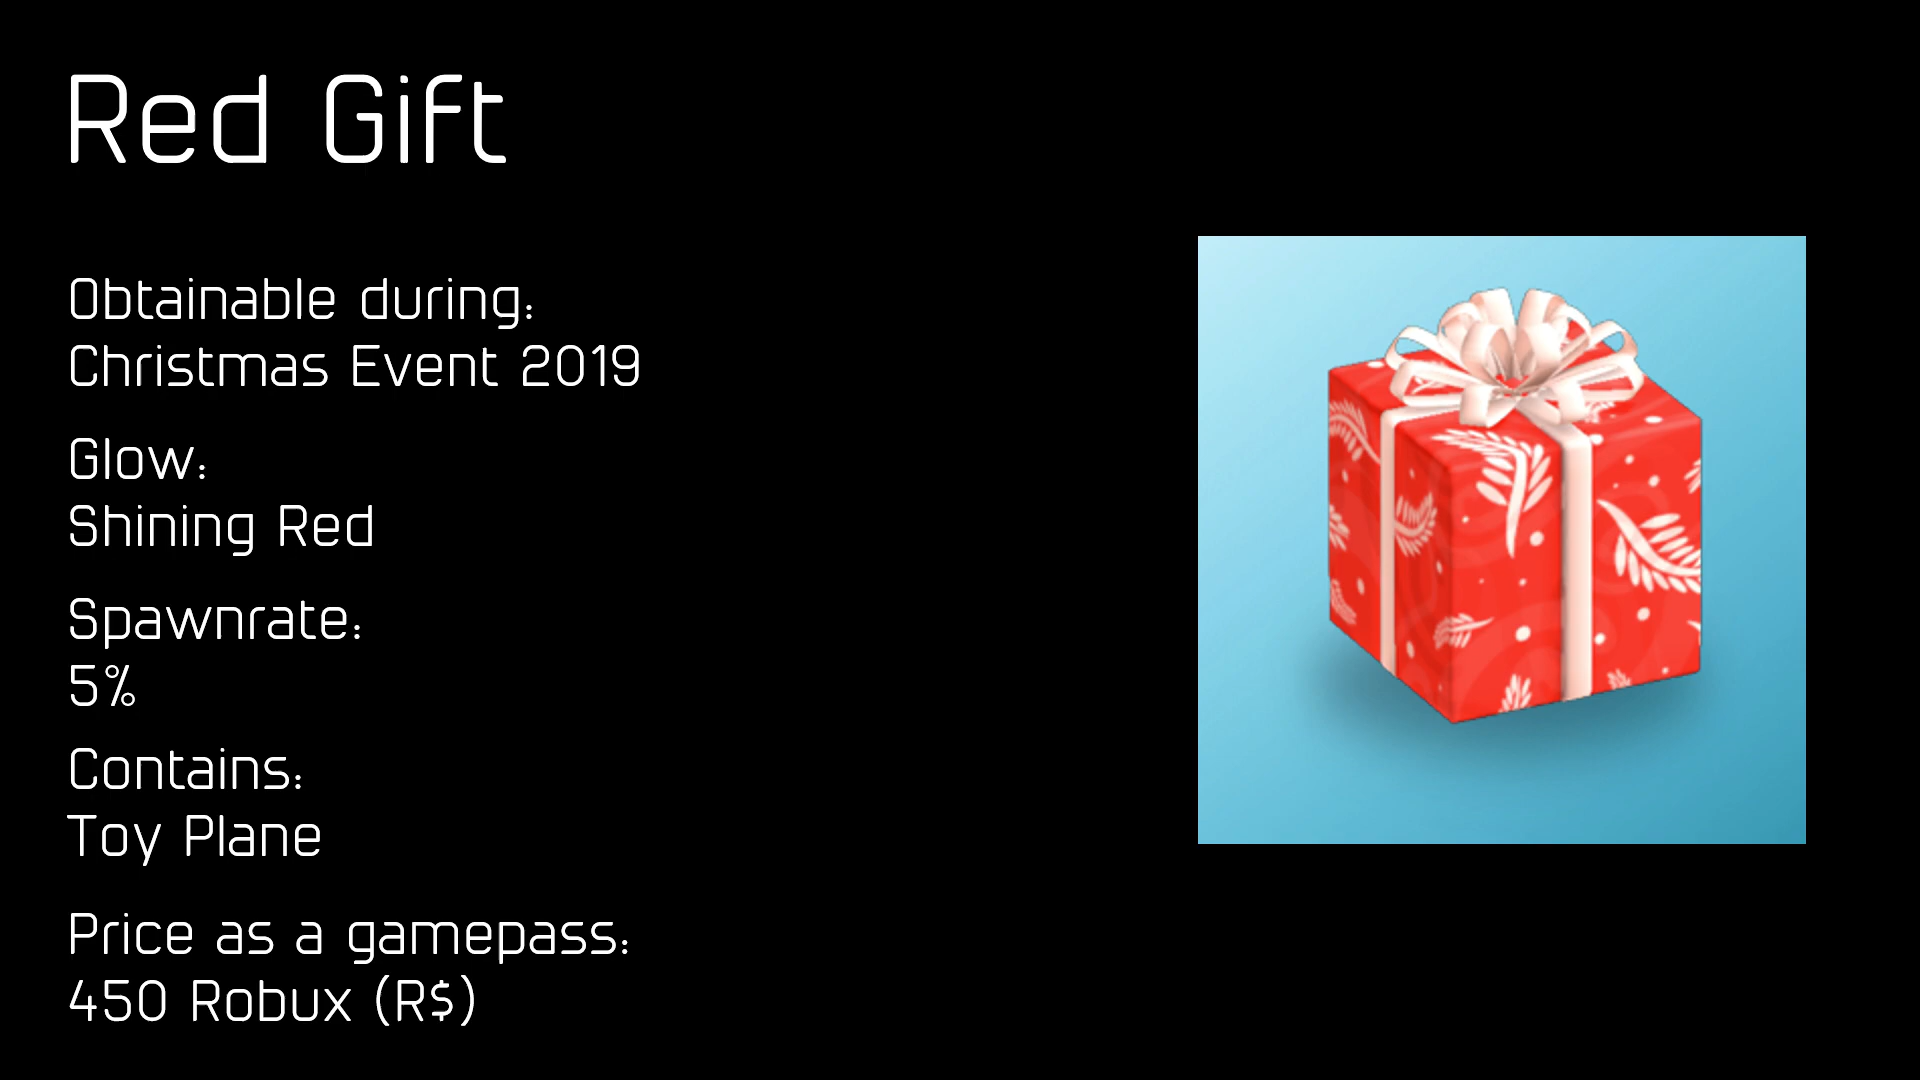 Red Gift
Obtainable during:
Christmas Event 2019
Glow:
Shining Red
Spawnrate:
5%
Contains:
Toy Plane
Price as a gamepass:
450 Robux (R$)